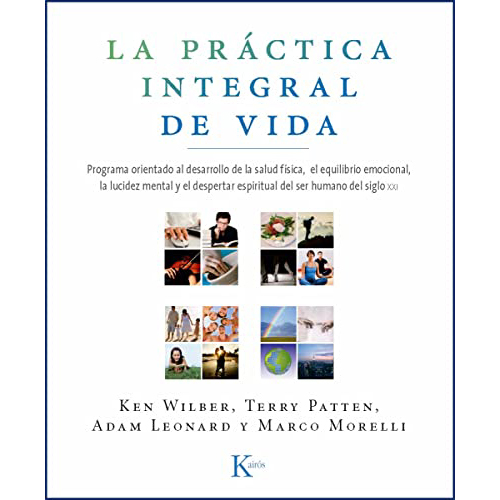 LA PRÁCTICA
INTEGRAL
DE VIDA
Programa orientado al desarrollo de la salud física, el equilibrio emocional,
la lucidez mental y el despertar espiritual del ser humano del siglo XXI
KEN WILBER, TERRY PATTEN,
ADAM LEONARD Y MARCO MORELLI
Kairós